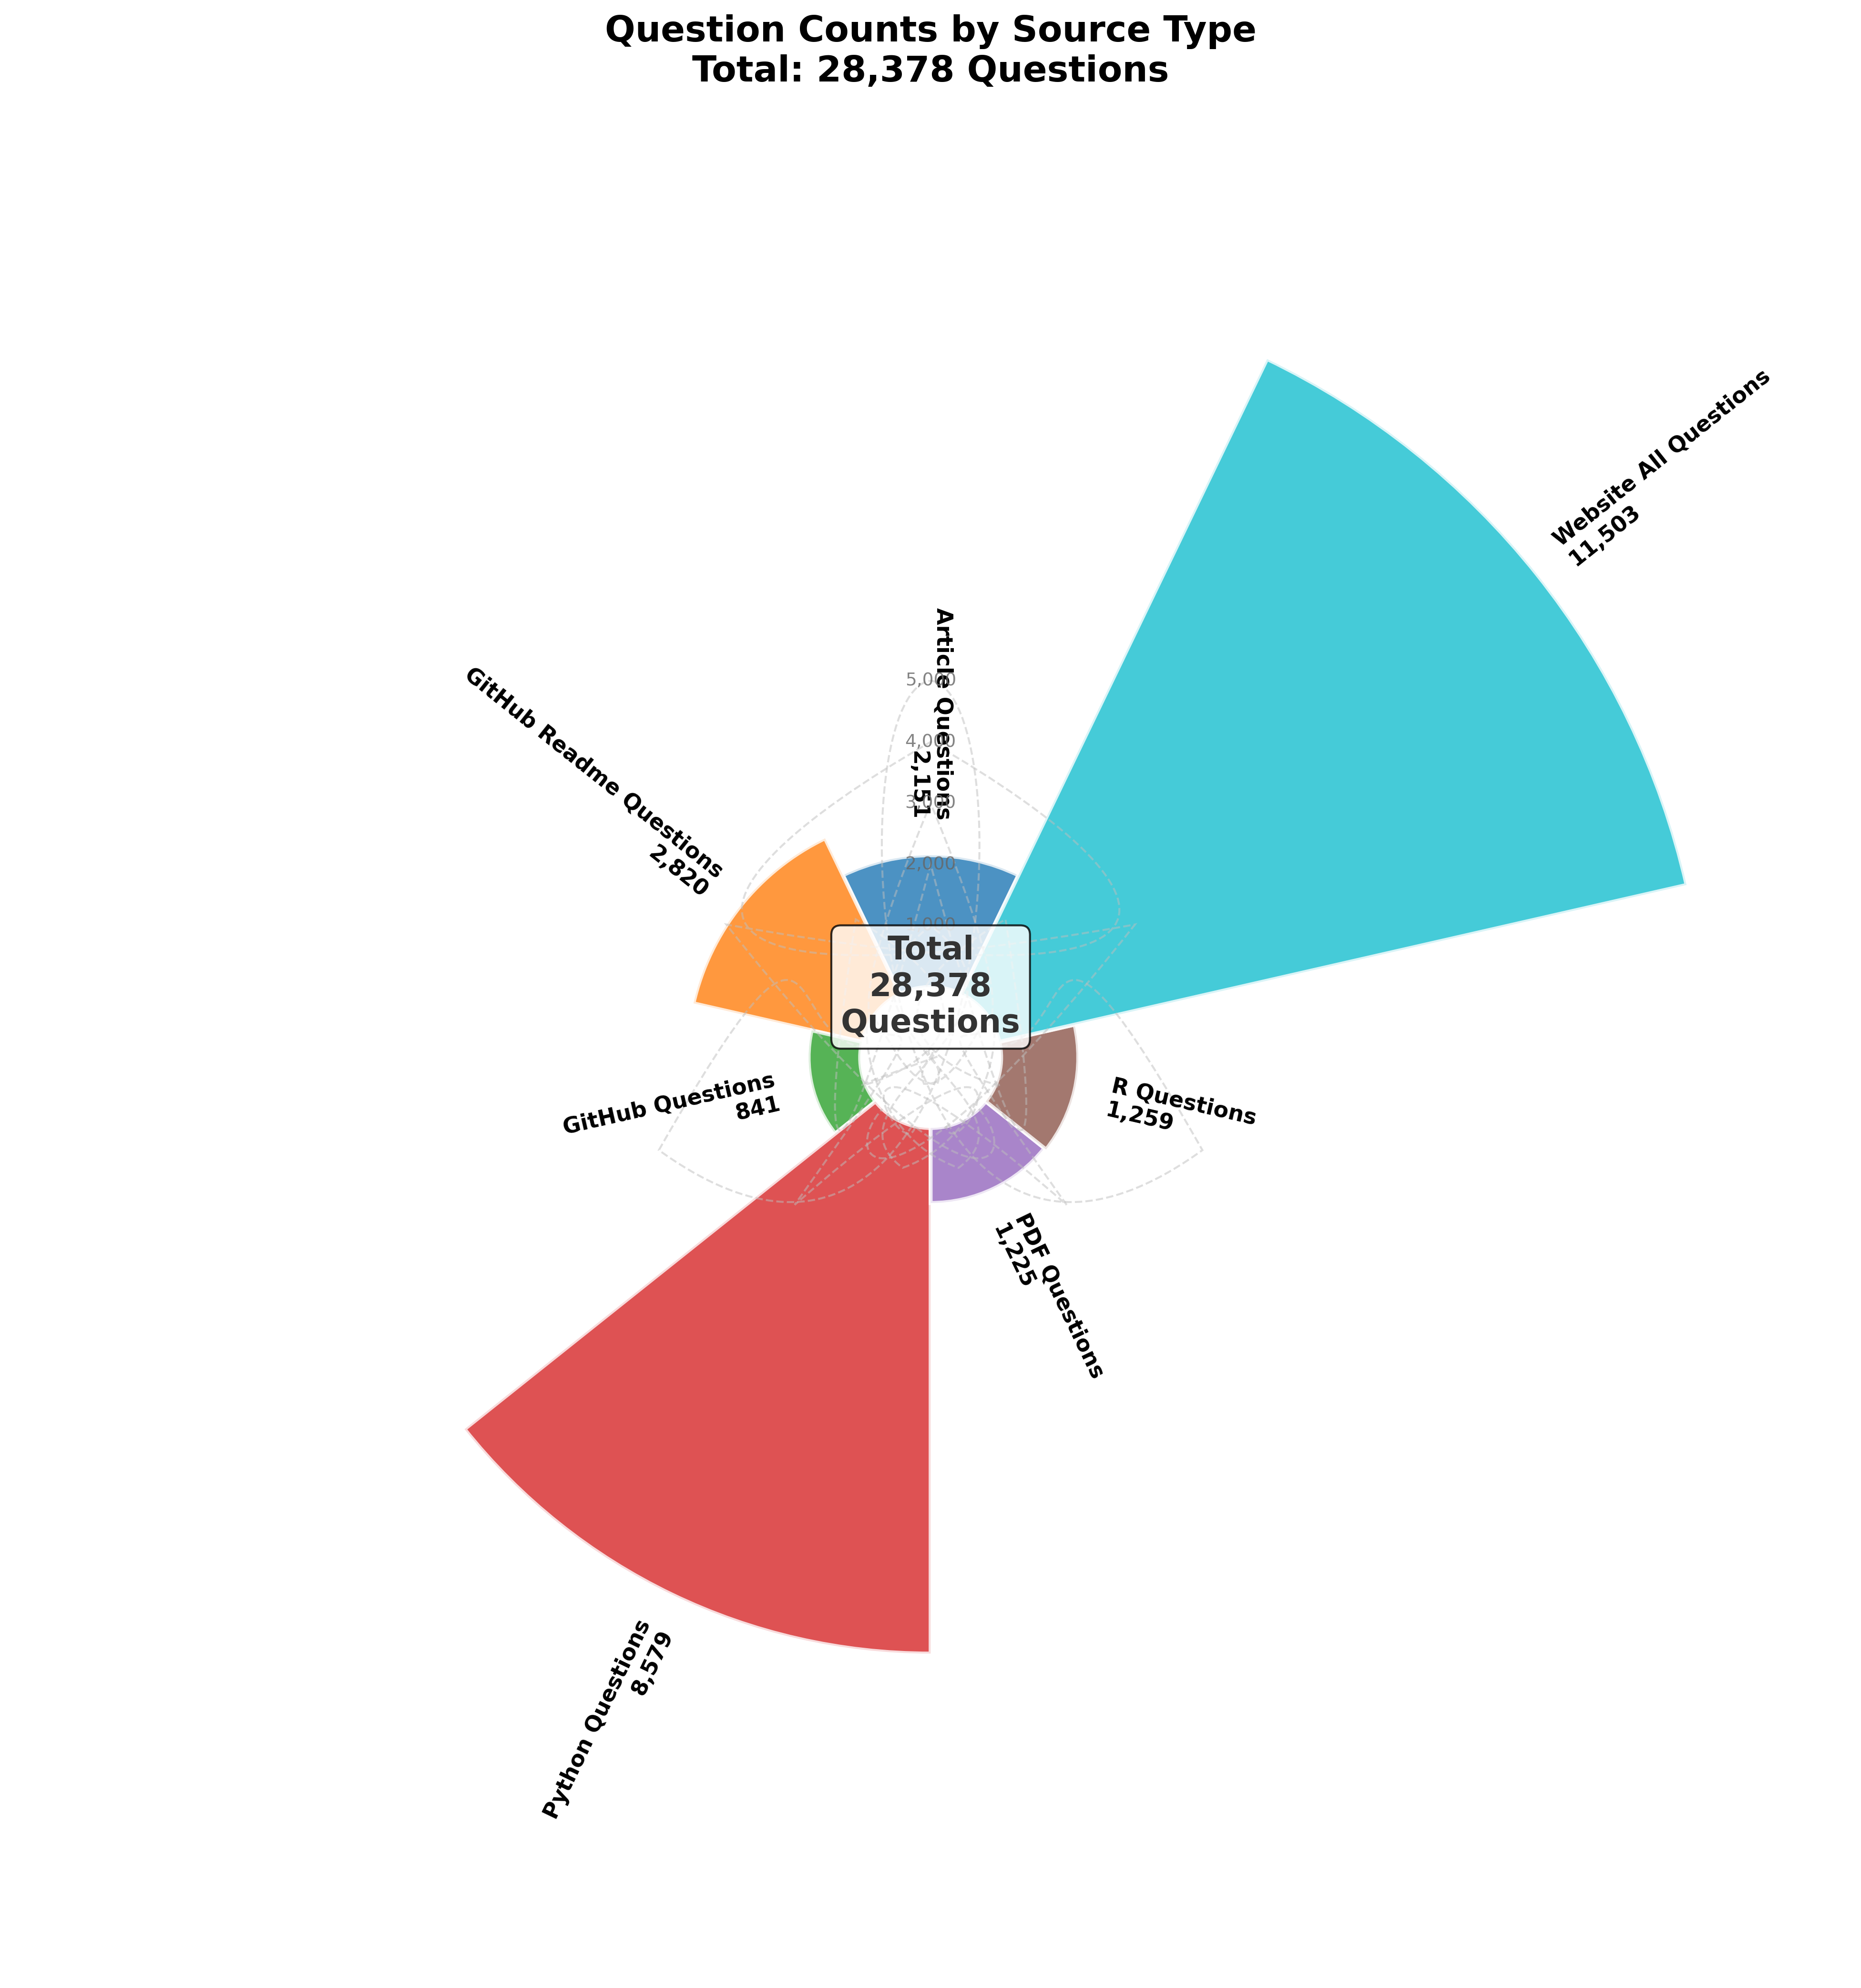 Question Counts by Source Type
Total: 28,378 Questions
Website All Questions
11,503
Article Questions
2,151
5,000
4,000
3,000
2,000
1,000
GitHub Readme Questions
2,820
Total
28,378
Questions
GitHub Questions
841
R Questions
1,259
PDF Questions
1,225
Python Questions
8,579